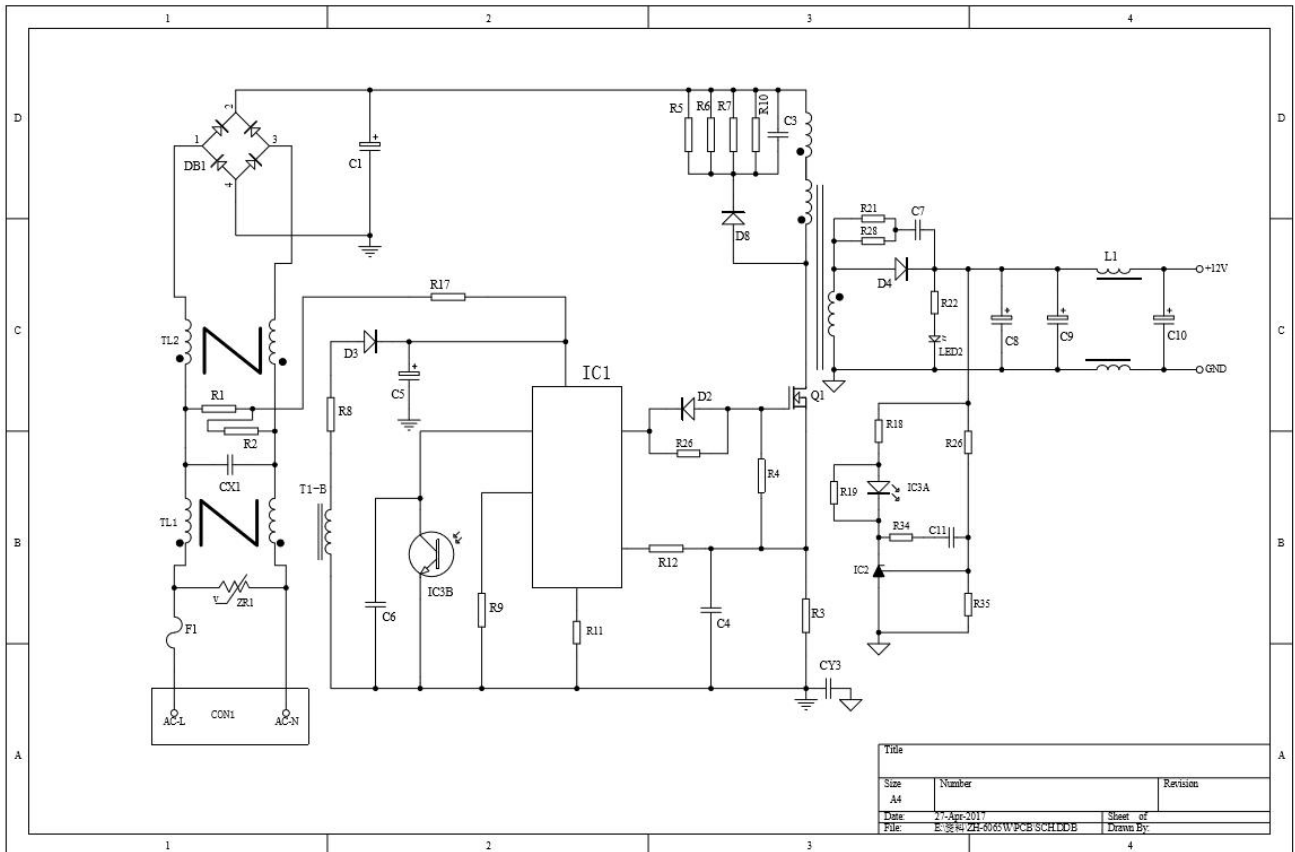 1 2 3 4
D D
C C
B B
A A
1 2 3 4
2
1 3
4
DB1
C1
R5 R6 R7 R10 C3
D8
R21
R28
C7
D4
R22
LED2
L1
+12V
C8 C9 C10
GND
R17
TL2
D3
C5
IC1
R1
R2
R8
D2
R26
Q1
R4
R18 R26
CX1
T1-B
R19 IC3A
TL1
R34 C11
R12
IC2
V ZR1
IC3B
C6 R9 R11 C4 R3 R35
F1
CY3
AC-L CON1 AC-N
Title
Size Number Revision
A4
Date: 27-Apr-2017 Sheet of
File: Drawn By: